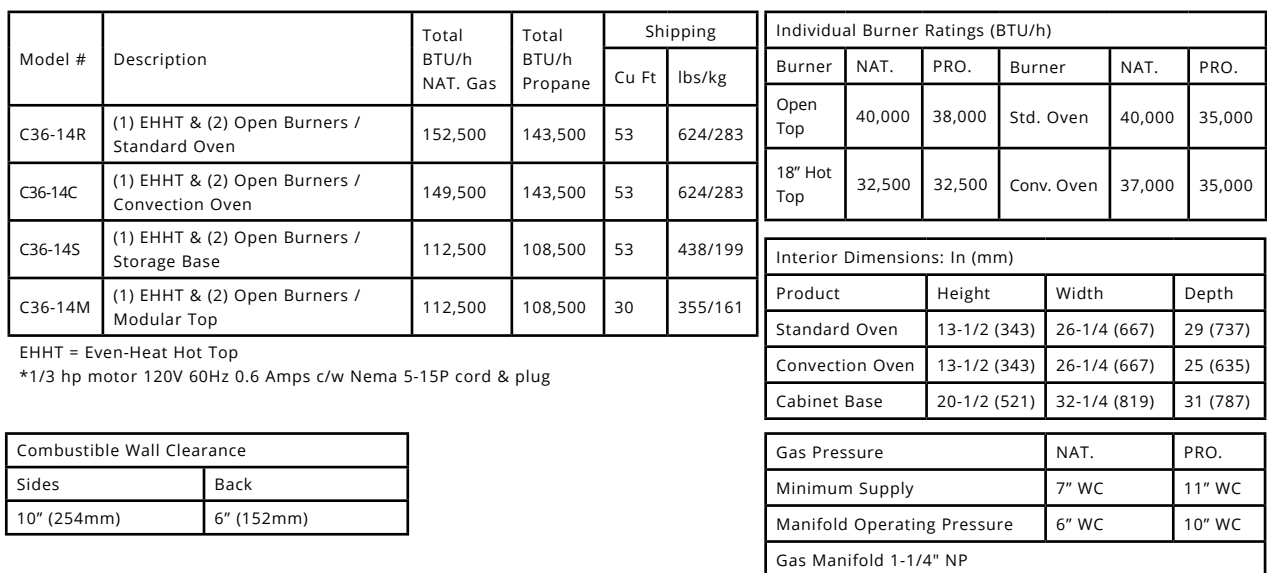 Model # Description Total BTU/h NAT. Gas Total BTU/h Propane Shipping
Cu Ft lbs/kg
C36-14R (1) EHHT & (2) Open Burners / Standard Oven 152,500 143,500 53 624/283
C36-14C (1) EHHT & (2) Open Burners / Convection Oven 149,500 143,500 53 624/283
C36-14S (1) EHHT & (2) Open Burners / Storage Base 112,500 108,500 53 438/199
C36-14M (1) EHHT & (2) Open Burners / Modular Top 112,500 108,500 30 355/161
EHHT = Even-Heat Hot Top
*1/3 hp motor 120V 60Hz 0.6 Amps c/w Nema 5-15P cord & plug
Combustible Wall Clearance
Sides Back
10” (254mm) 6” (152mm)
Individual Burner Ratings (BTU/h)
Burner NAT. PRO. Burner NAT. PRO.
Open Top 40,000 38,000 Std. Oven 40,000 35,000
18” Hot Top 32,500 32,500 Conv. Oven 37,000 35,000
Interior Dimensions: In (mm)
Product Height Width Depth
Standard Oven 13-1/2 (343) 26-1/4 (667) 29 (737)
Convection Oven 13-1/2 (343) 26-1/4 (667) 25 (635)
Cabinet Base 20-1/2 (521) 32-1/4 (819) 31 (787)
Gas Pressure NAT. PRO.
Minimum Supply 7” WC 11” WC
Manifold Operating Pressure 6” WC 10” WC
Gas Manifold 1-1/4" NP